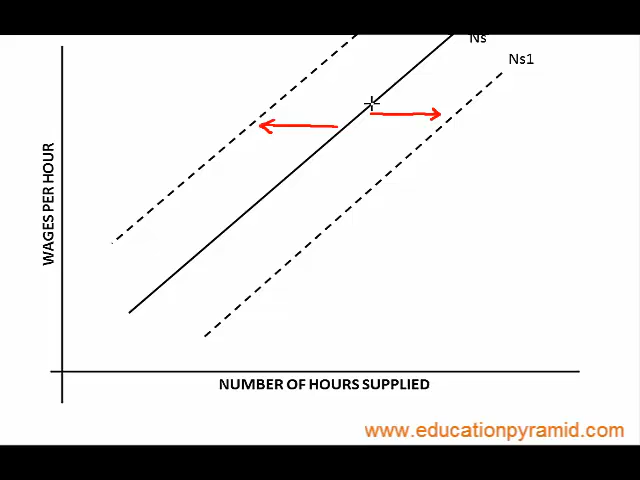 Ns
Ns1
WAGES PER HOUR
NUMBER OF HOURS SUPPLIED
www.educationpyramid.com